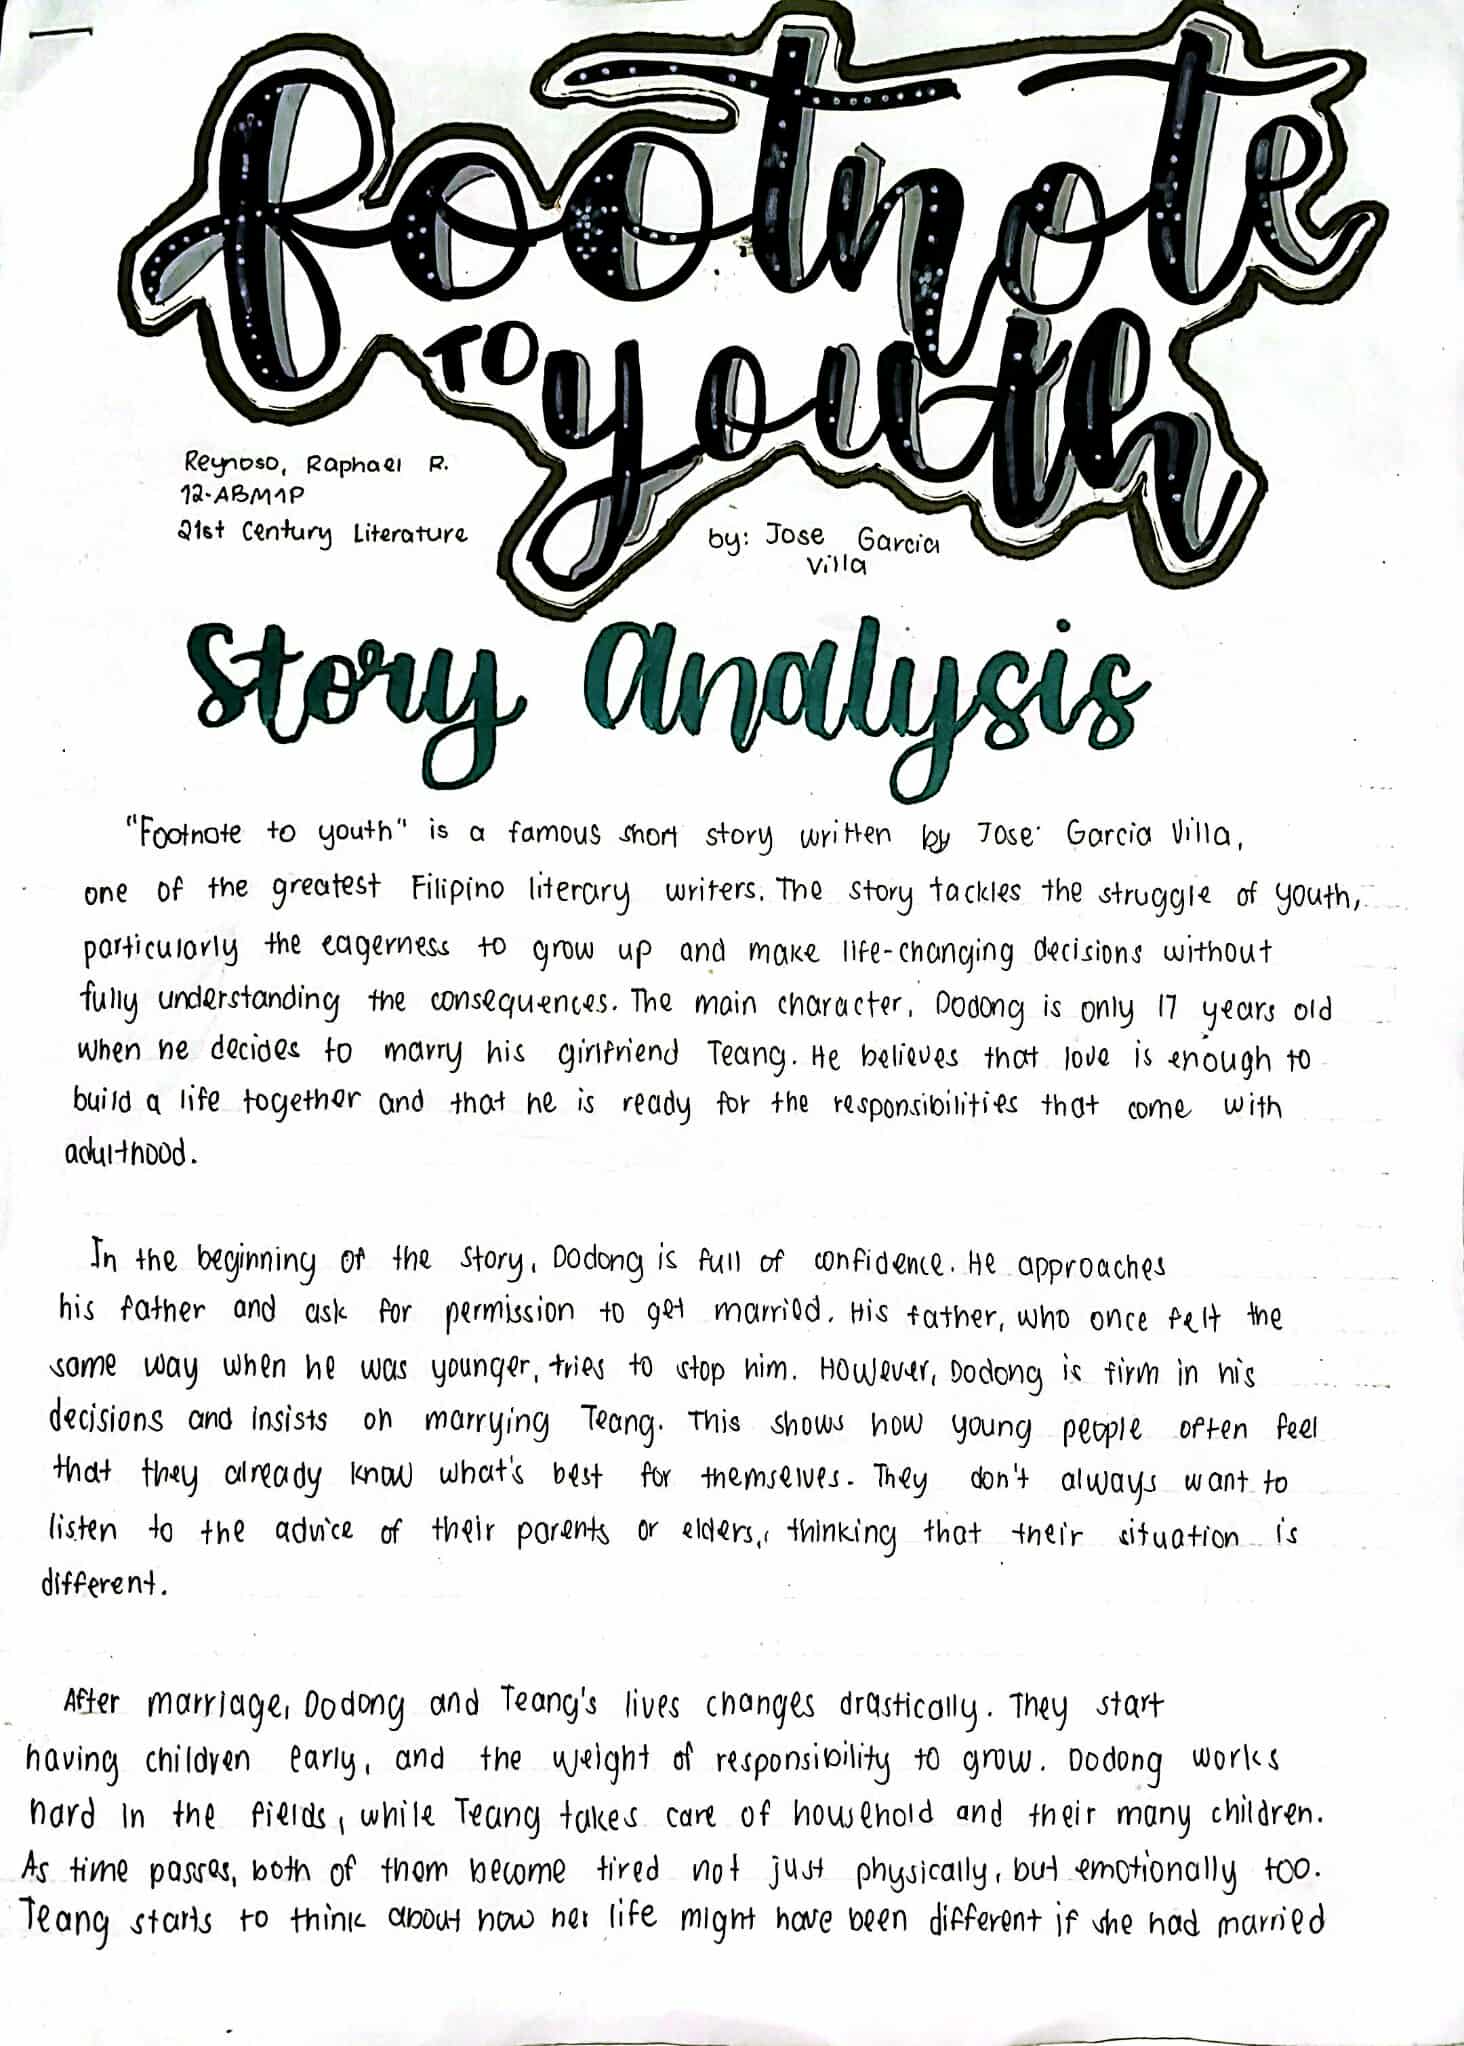 footnote
TO youth
Reynoso, Raphael R.
12-ABM1P
21st Century Literature
by: Jose Garcia
Villa
Story Analysis
"Footnote to youth" is a famous short story written by Jose Garcia Villa,
one of the greatest Filipino literary writers. The story tackles the struggle of youth,
particularly the eagerness to grow up and make life-changing decisions without
fully understanding the consequences. The main character, Dodong is only 17 years old
when he decides to marry his girlfriend Teang. He believes that love is enough to
build a life together and that he is ready for the responsibilities that come with
adulthood.
In the beginning of the story, Dodong is full of confidence. He approaches
his father and ask for permission to get married. His father, who once felt the
same way when he was younger, tries to stop him. However, Dodong is firm in his
decisions and insists on marrying Teang. This shows how young people often feel
that they already know what's best for themselves. They don't always want to
listen to the advice of their parents or elders, thinking that their situation is
different.
After marriage, Dodong and Teang's lives changes drastically. They start
having children early, and the weight of responsibility to grow. Dodong works
hard in the fields, while Teang takes care of household and their many children.
As time passes, both of them become tired not just physically, but emotionally too.
Teang starts to think about how her life might have been different if she had married